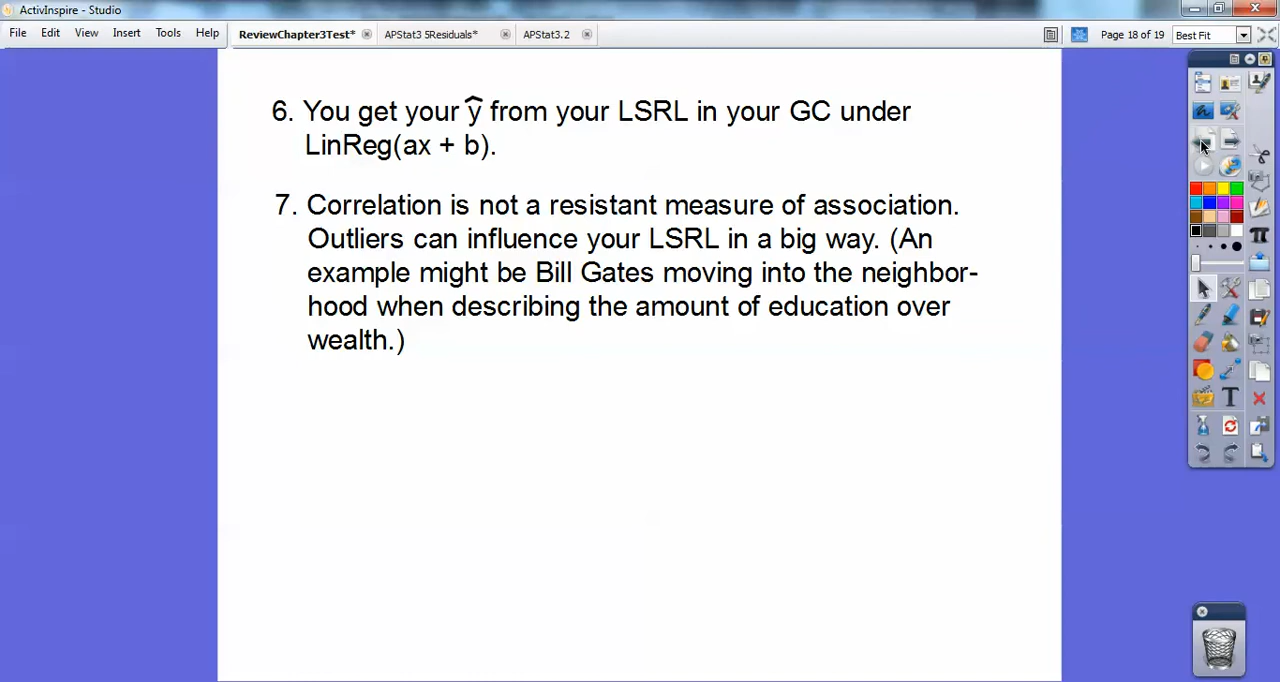 ActivInspire - Studio
File Edit View Insert Tools Help ReviewChapter3Test* APStat3 5Residuals* APStat3.2 Page 18 of 19 Best Fit
6. You get your ŷ from your LSRL in your GC under
LinReg(ax + b).
7. Correlation is not a resistant measure of association.
Outliers can influence your LSRL in a big way. (An
example might be Bill Gates moving into the neighbor-
hood when describing the amount of education over
wealth.)